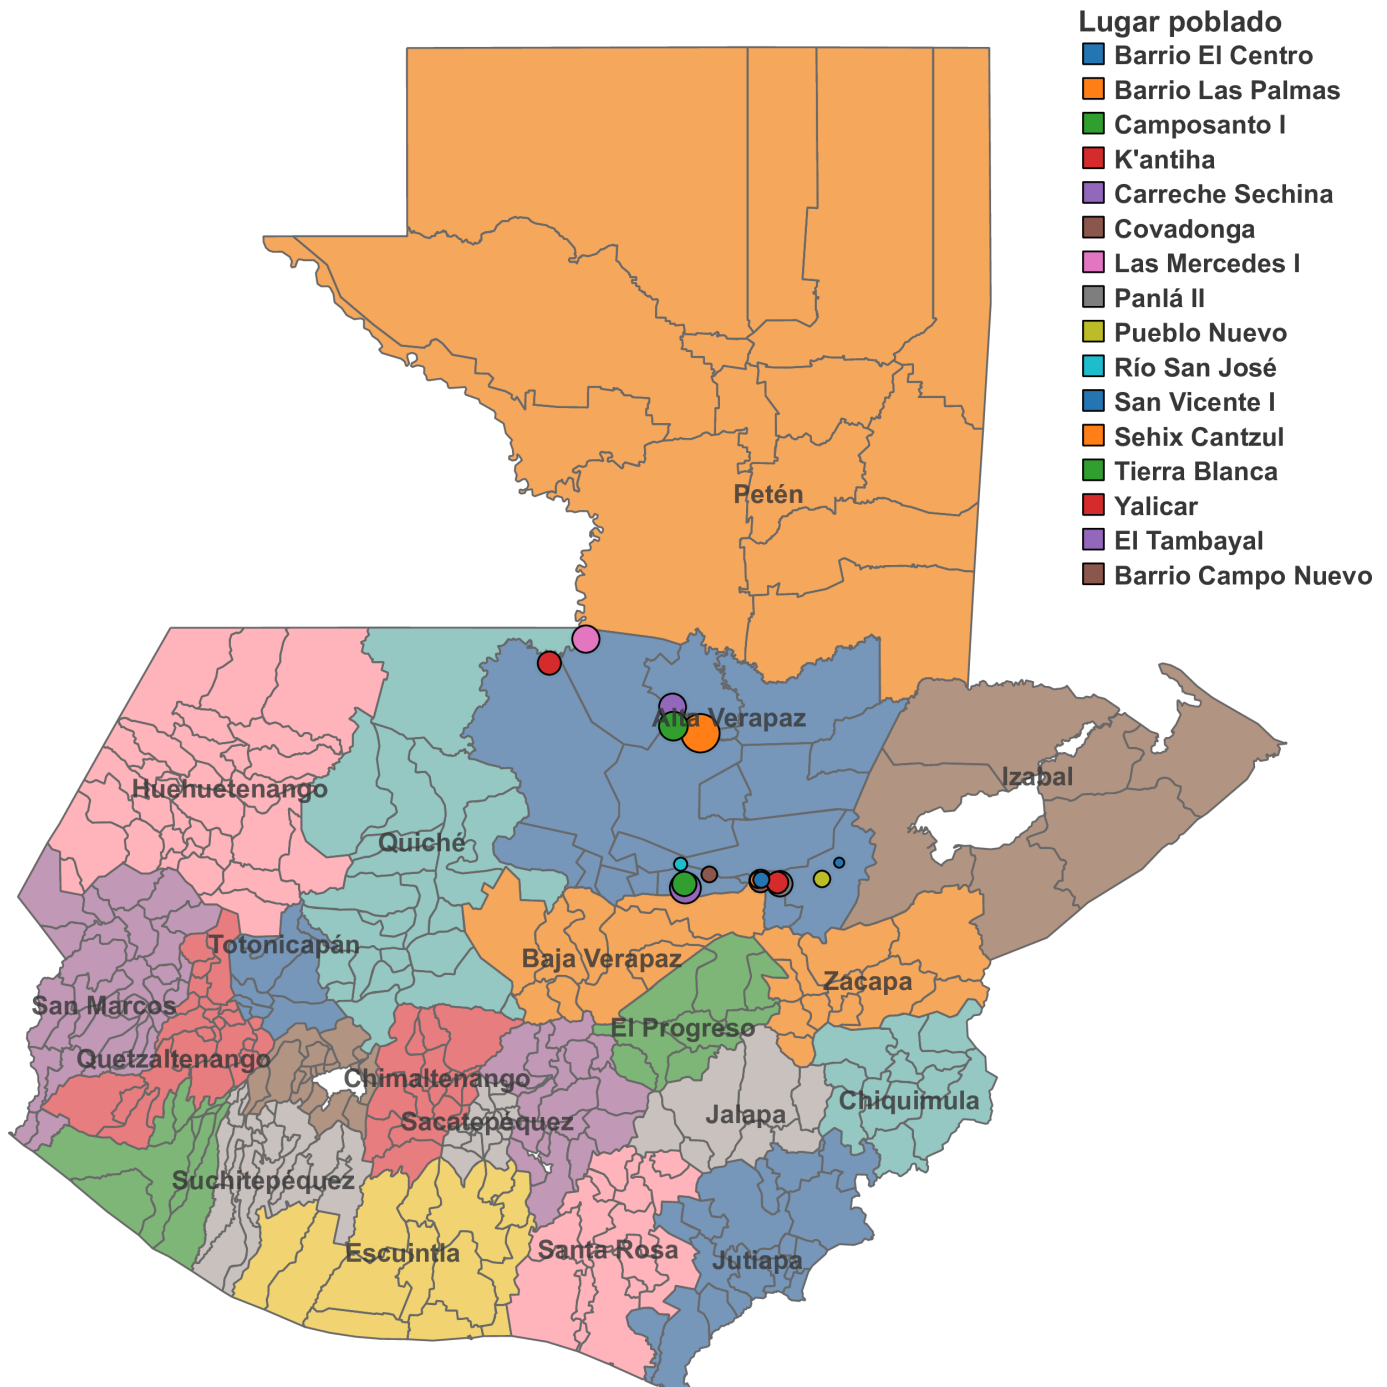 Lugar poblado
Barrio El Centro
Barrio Las Palmas
Camposanto I
K'antiha
Carreche Sechina
Covadonga
Las Mercedes I
Panlá II
Pueblo Nuevo
Río San José
San Vicente I
Sehix Cantzul
Tierra Blanca
Yalicar
El Tambayal
Barrio Campo Nuevo
Petén
Alta Verapaz
Izabal
Huehuetenango
Quiché
Totonicapán
Baja Verapaz
Zacapa
San Marcos
El Progreso
Quetzaltenango
Chimaltenango
Chiquimula
Sacatepéquez
Jalapa
Suchitepéquez
Escuintla
Santa Rosa
Jutiapa